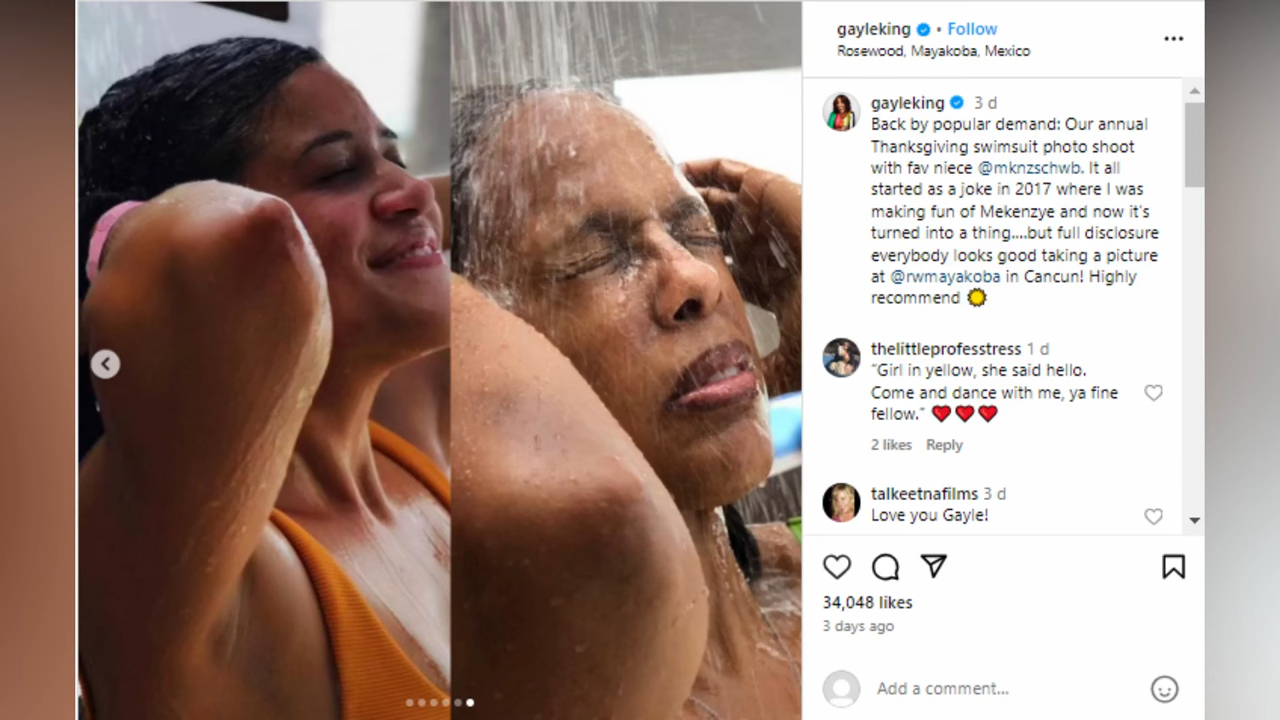 gayleking • Follow
Rosewood, Mayakoba, Mexico
gayleking 3 d
Back by popular demand: Our annual
Thanksgiving swimsuit photo shoot
with fav niece @mknzschwb. It all
started as a joke in 2017 where I was
making fun of Mekenzye and now it's
turned into a thing....but full disclosure
everybody looks good taking a picture
at @rwmayakoba in Cancun! Highly
recommend
thelittleprofesstress 1 d
"Girl in yellow, she said hello.
Come and dance with me, ya fine
fellow."
2 likes Reply
talkeetnafilms 3 d
Love you Gayle!
34,048 likes
3 days ago
Add a comment...